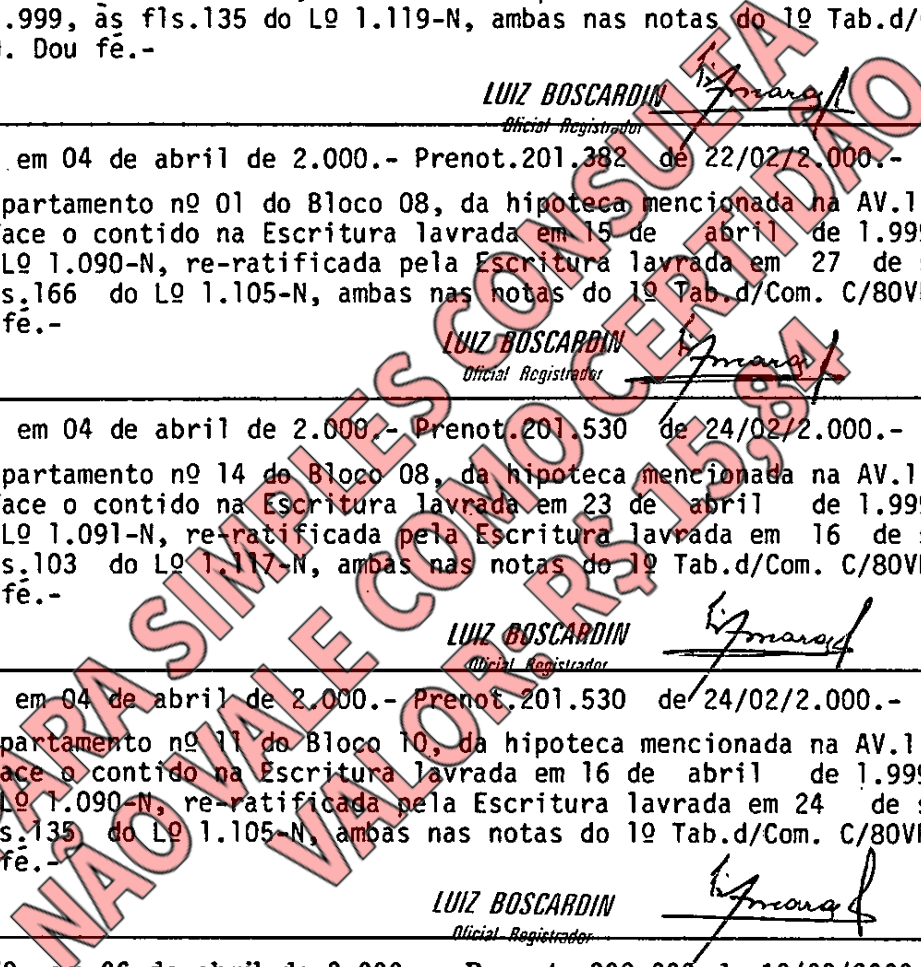 .999, às fls.135 do Lº 1.119-N, ambas nas notas do 1º Tab.d/
. Dou fé.-
LUIZ BOSCARDIN
Oficial Registrador
em 04 de abril de 2.000.- Prenot.201.382 de 22/02/2.000.-
partamento nº 01 do Bloco 08, da hipoteca mencionada na AV.1
ace o contido na Escritura lavrada em 15 de abril de 1.999
Lº 1.090-N, re-ratificada pela Escritura lavrada em 27 de s
s.166 do Lº 1.105-N, ambas nas notas do 1º Tab.d/Com. C/80V
fé.-
LUIZ BOSCARDIN
Oficial Registrador
em 04 de abril de 2.000.- Prenot.201.530 de 24/02/2.000.-
partamento nº 14 do Bloco 08, da hipoteca mencionada na AV.1
ace o contido na Escritura lavrada em 23 de abril de 1.999
Lº 1.091-N, re-ratificada pela Escritura lavrada em 16 de s
s.103 do Lº 1.117-N, ambas nas notas do 1º Tab.d/Com. C/80V
fé.-
LUIZ BOSCARDIN
Oficial Registrador
em 04 de abril de 2.000.- Prenot.201.530 de 24/02/2.000.-
partamento nº 11 do Bloco 10, da hipoteca mencionada na AV.1
ace o contido na Escritura lavrada em 16 de abril de 1.999
Lº 1.090-N, re-ratificada pela Escritura lavrada em 24 de s
s.135 do Lº 1.105-N, ambas nas notas do 1º Tab.d/Com. C/80V
fé.-
LUIZ BOSCARDIN
Oficial Registrador
PARA SIMPLES CONSULTA
NÃO VALE COMO CERTIDÃO
VALOR: R$ 15,84